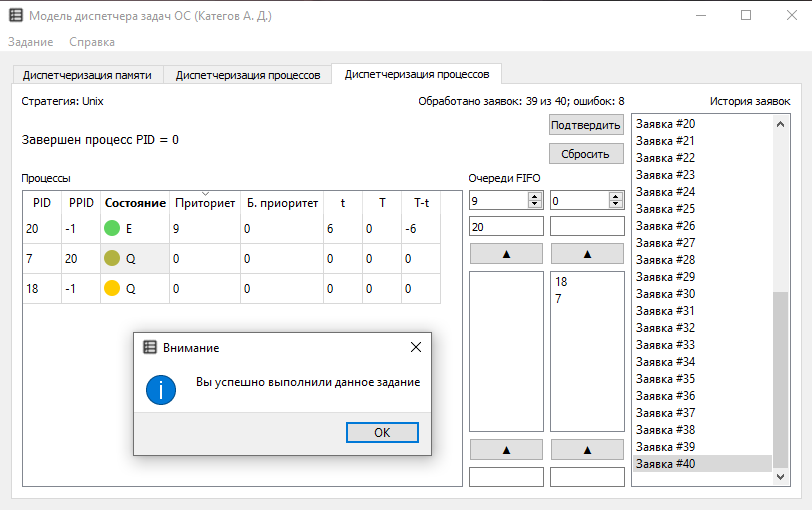 Модель диспетчера задач ОС (Категов А. Д.)
Задание Справка
Диспетчеризация памяти Диспетчеризация процессов Диспетчеризация процессов
Стратегия: Unix Обработано заявок: 39 из 40; ошибок: 8 История заявок
Завершен процесс PID = 0
Подтвердить
Сбросить
Процессы
PID PPID Состояние Приториет Б. приоритет t T T-t
20 -1 E 9 0 6 0 -6
7 20 Q 0 0 0 0 0
18 -1 Q 0 0 0 0 0
Очереди FIFO
9 0
20
▲ ▲
18
7
▲ ▲
Заявка #20
Заявка #21
Заявка #22
Заявка #23
Заявка #24
Заявка #25
Заявка #26
Заявка #27
Заявка #28
Заявка #29
Заявка #30
Заявка #31
Заявка #32
Заявка #33
Заявка #34
Заявка #35
Заявка #36
Заявка #37
Заявка #38
Заявка #39
Заявка #40
Внимание
Вы успешно выполнили данное задание
OK